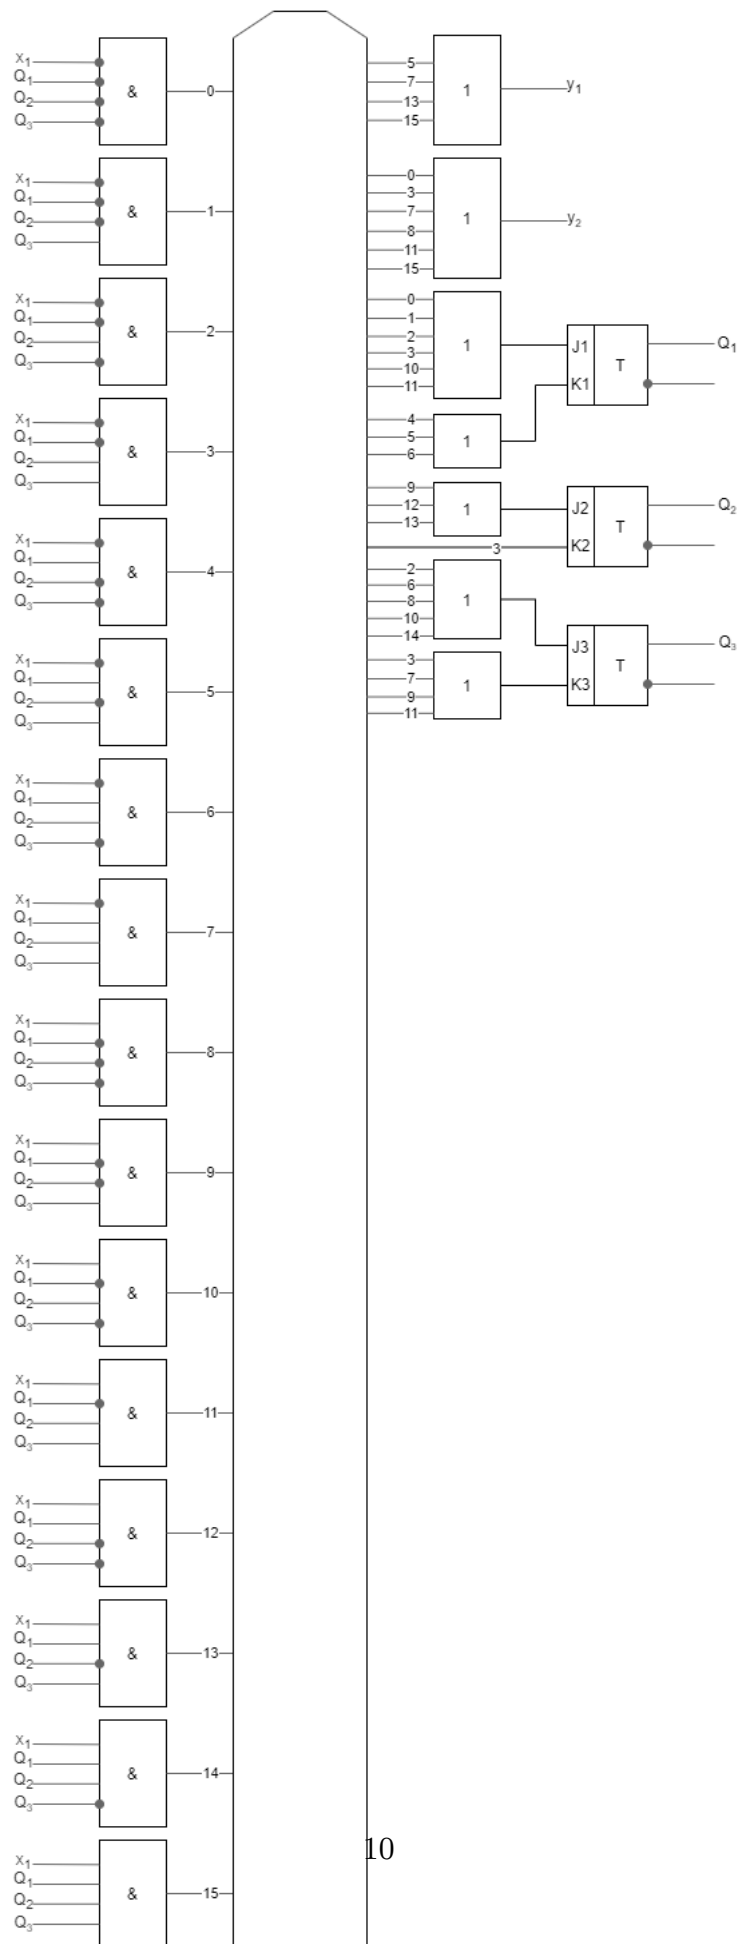 x₁
Q₁
Q₂
Q₃
&
0
x₁
Q₁
Q₂
Q₃
&
1
x₁
Q₁
Q₂
Q₃
&
2
x₁
Q₁
Q₂
Q₃
&
3
x₁
Q₁
Q₂
Q₃
&
4
x₁
Q₁
Q₂
Q₃
&
5
x₁
Q₁
Q₂
Q₃
&
6
x₁
Q₁
Q₂
Q₃
&
7
x₁
Q₁
Q₂
Q₃
&
8
x₁
Q₁
Q₂
Q₃
&
9
x₁
Q₁
Q₂
Q₃
&
10
x₁
Q₁
Q₂
Q₃
&
11
x₁
Q₁
Q₂
Q₃
&
12
x₁
Q₁
Q₂
Q₃
&
13
x₁
Q₁
Q₂
Q₃
&
14
x₁
Q₁
Q₂
Q₃
&
15
5
7
13
15
1
y₁
0
3
7
8
11
15
1
y₂
0
1
2
3
10
11
1
4
5
6
1
J1
K1
T
Q₁
9
12
13
1
3
J2
K2
T
Q₂
2
6
8
10
14
1
3
7
9
11
1
J3
K3
T
Q₃
10